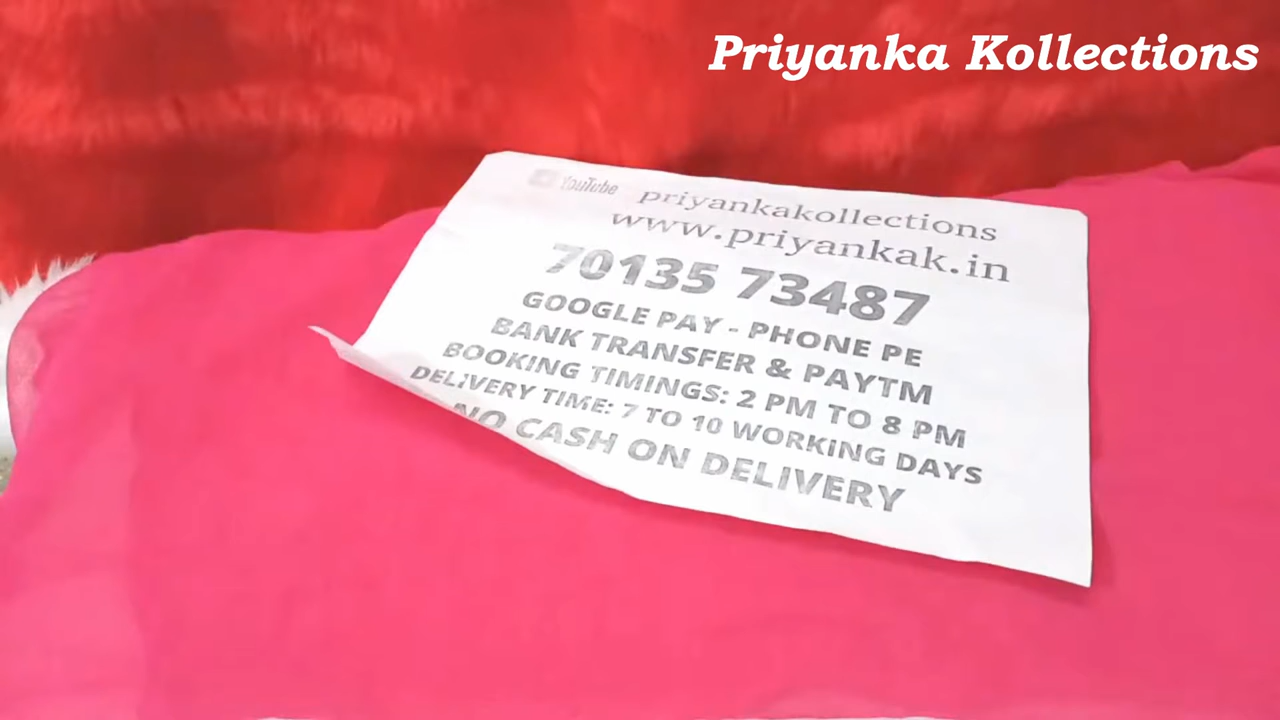 Priyanka Kollections
YouTube priyankakollections
www.priyankak.in
70135 73487
GOOGLE PAY - PHONE PE
BANK TRANSFER & PAYTM
BOOKING TIMINGS: 2 PM TO 8 PM
DELIVERY TIME: 7 TO 10 WORKING DAYS
NO CASH ON DELIVERY